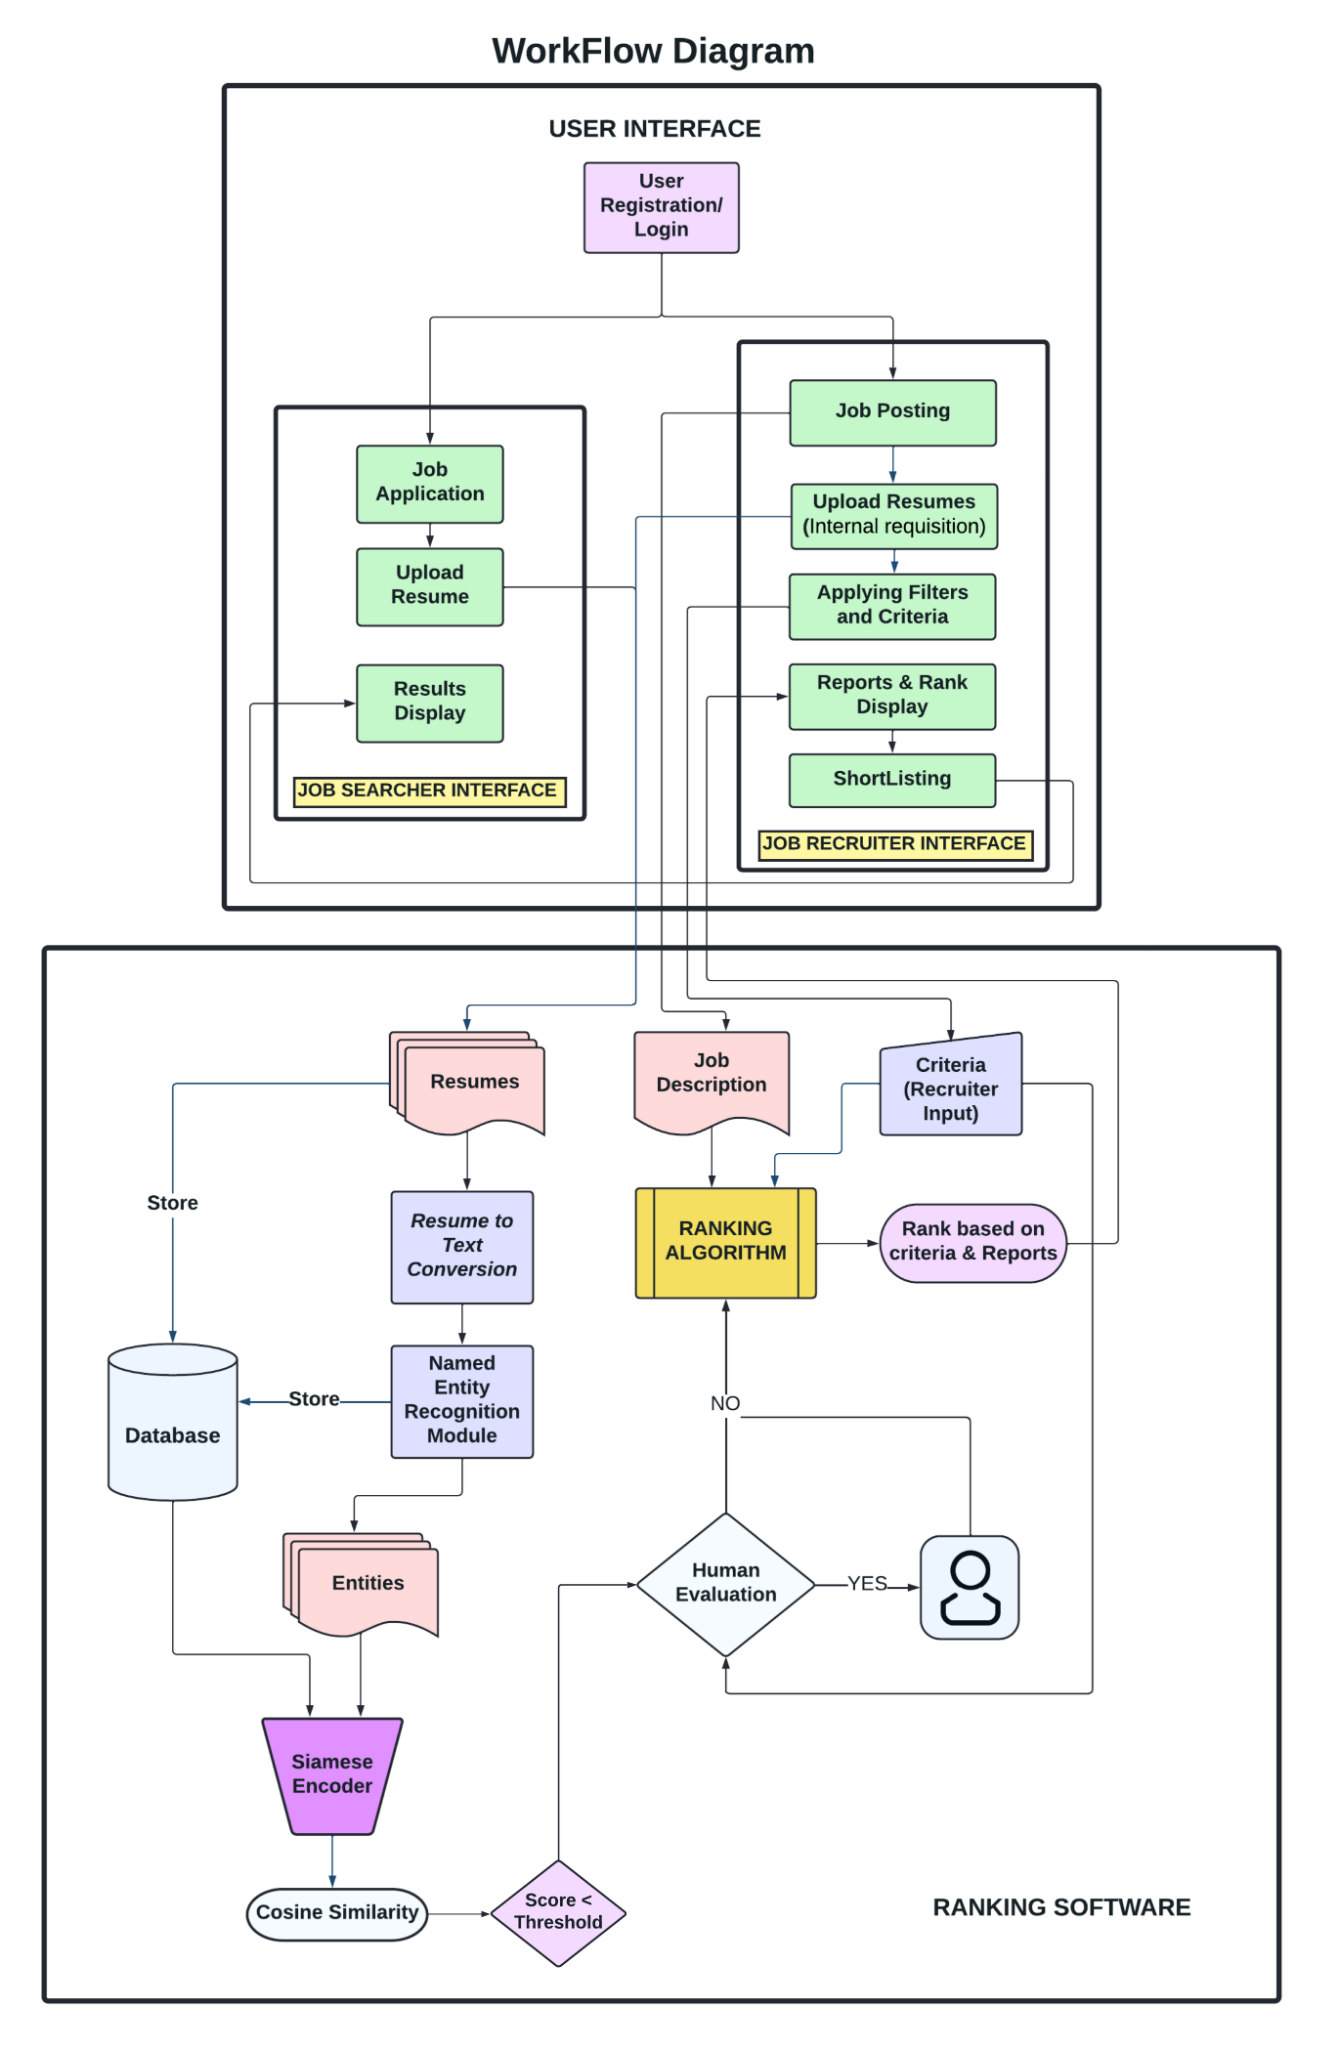 WorkFlow Diagram
USER INTERFACE
User
Registration/
Login
Job Posting
Job
Application
Upload Resumes
(Internal requisition)
Upload
Resume
Applying Filters
and Criteria
Results
Display
Reports & Rank
Display
ShortListing
JOB SEARCHER INTERFACE
JOB RECRUITER INTERFACE
Resumes
Job
Description
Criteria
(Recruiter
Input)
Store
Resume to
Text
Conversion
RANKING
ALGORITHM
Rank based on
criteria & Reports
Named
Entity
Recognition
Module
Store
Database
NO
Entities
Human
Evaluation
YES
Siamese
Encoder
Cosine Similarity
Score <
Threshold
RANKING SOFTWARE